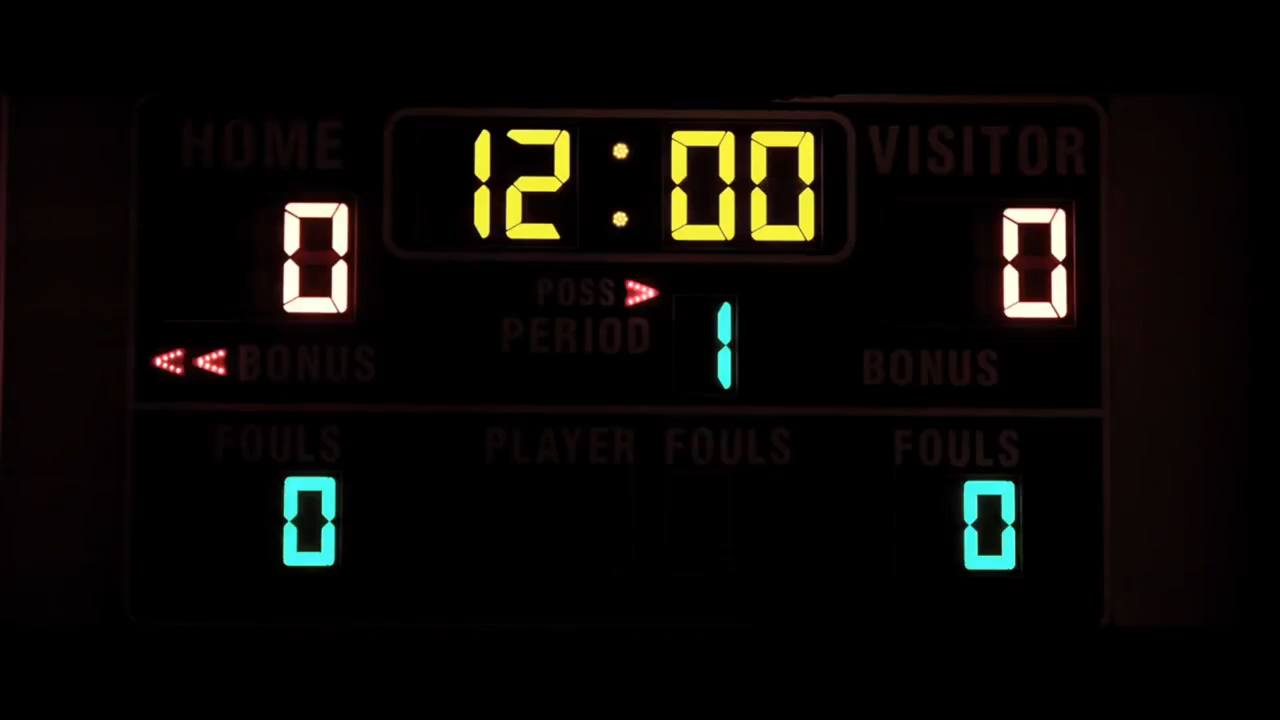 HOME 12:00 VISITOR
0 0
POSS
PERIOD 1
BONUS BONUS
FOULS PLAYER FOULS FOULS
0 0